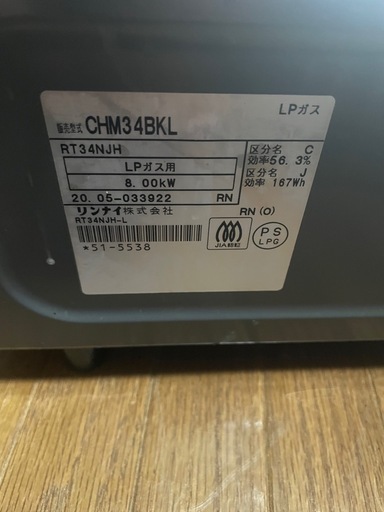 LPガス
販売型式 CHM34BKL
RT34NJH
LPガス用
8.00kW
20.05-033922 RN
リンナイ株式会社
RT34NJH-L
*51-5538
区分名 C
効率56.3%
区分名 J
効率 167Wh
RN (O)
JIA認証
PS
LPG